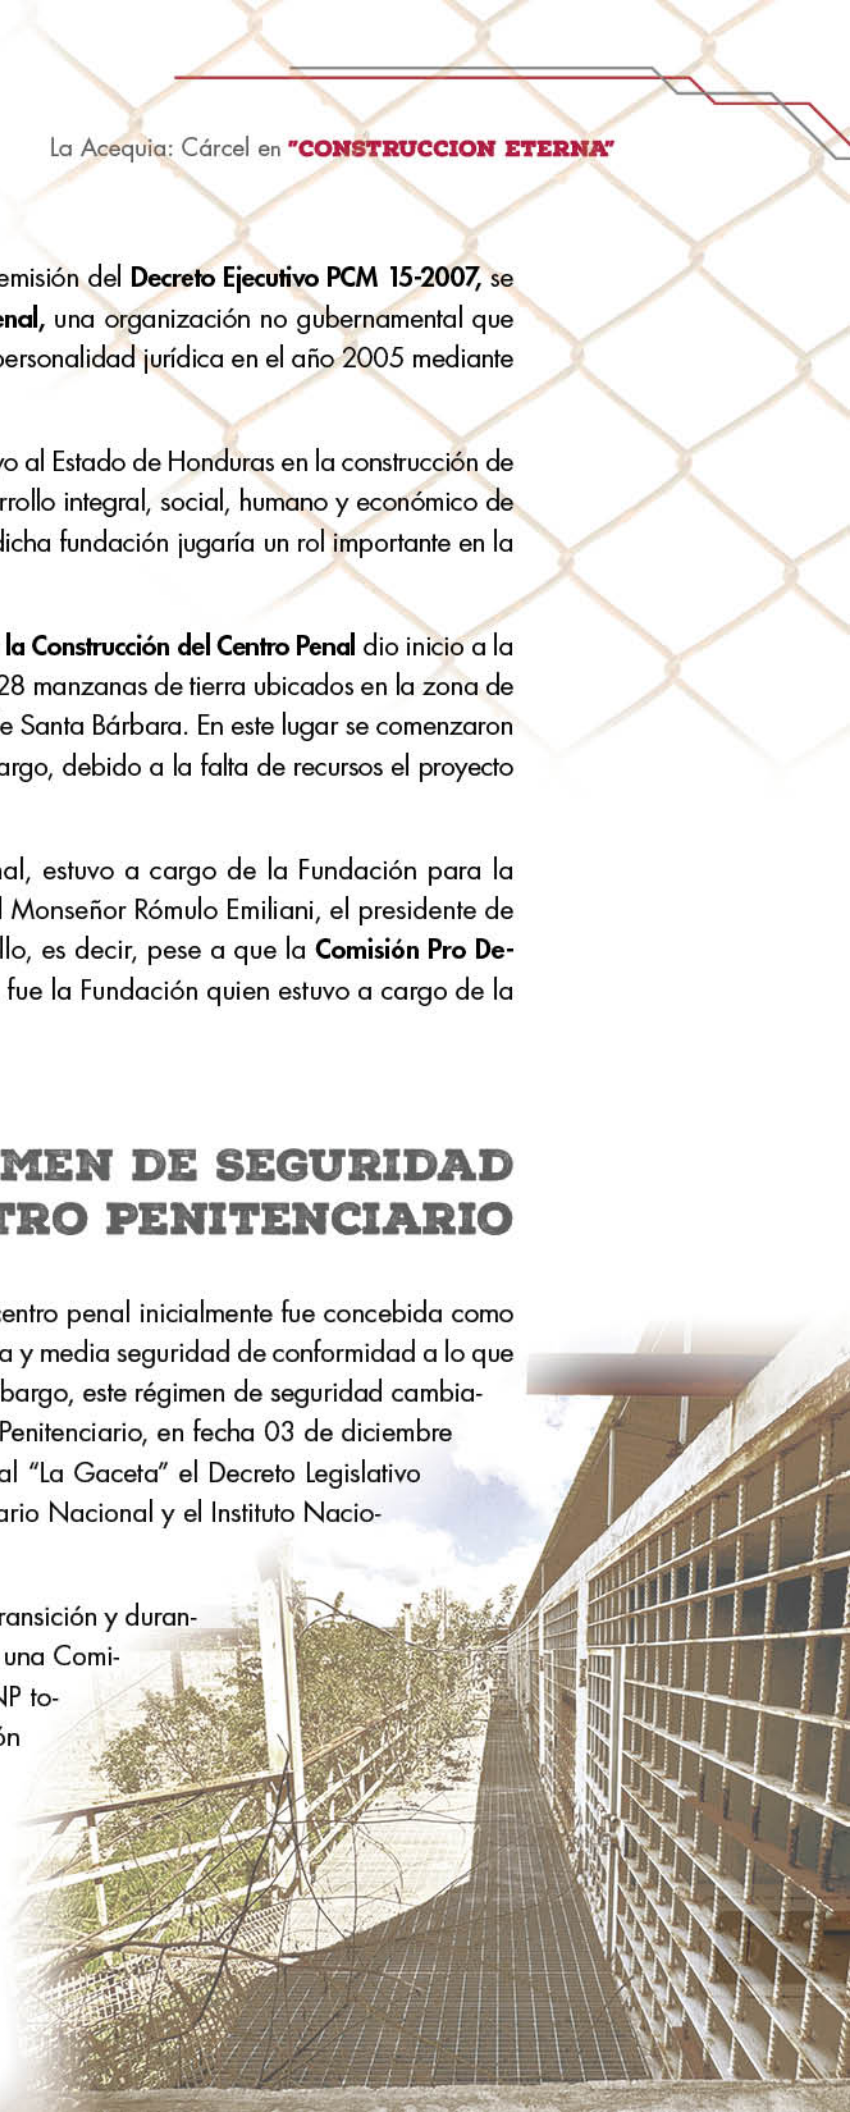 La Acequia: Cárcel en "CONSTRUCCION ETERNA"
emisión del Decreto Ejecutivo PCM 15-2007, se
enal, una organización no gubernamental que
personalidad jurídica en el año 2005 mediante
vo al Estado de Honduras en la construcción de
rrollo integral, social, humano y económico de
dicha fundación jugaría un rol importante en la
la Construcción del Centro Penal dio inicio a la
28 manzanas de tierra ubicados en la zona de
e Santa Bárbara. En este lugar se comenzaron
argo, debido a la falta de recursos el proyecto
nal, estuvo a cargo de la Fundación para la
l Monseñor Rómulo Emiliani, el presidente de
llo, es decir, pese a que la Comisión Pro De-
fue la Fundación quien estuvo a cargo de la
MEN DE SEGURIDAD
TRO PENITENCIARIO
centro penal inicialmente fue concebida como
a y media seguridad de conformidad a lo que
bargo, este régimen de seguridad cambia-
Penitenciario, en fecha 03 de diciembre
al "La Gaceta" el Decreto Legislativo
ario Nacional y el Instituto Nacio-
ransición y duran-
una Comi-
NP to-
ón